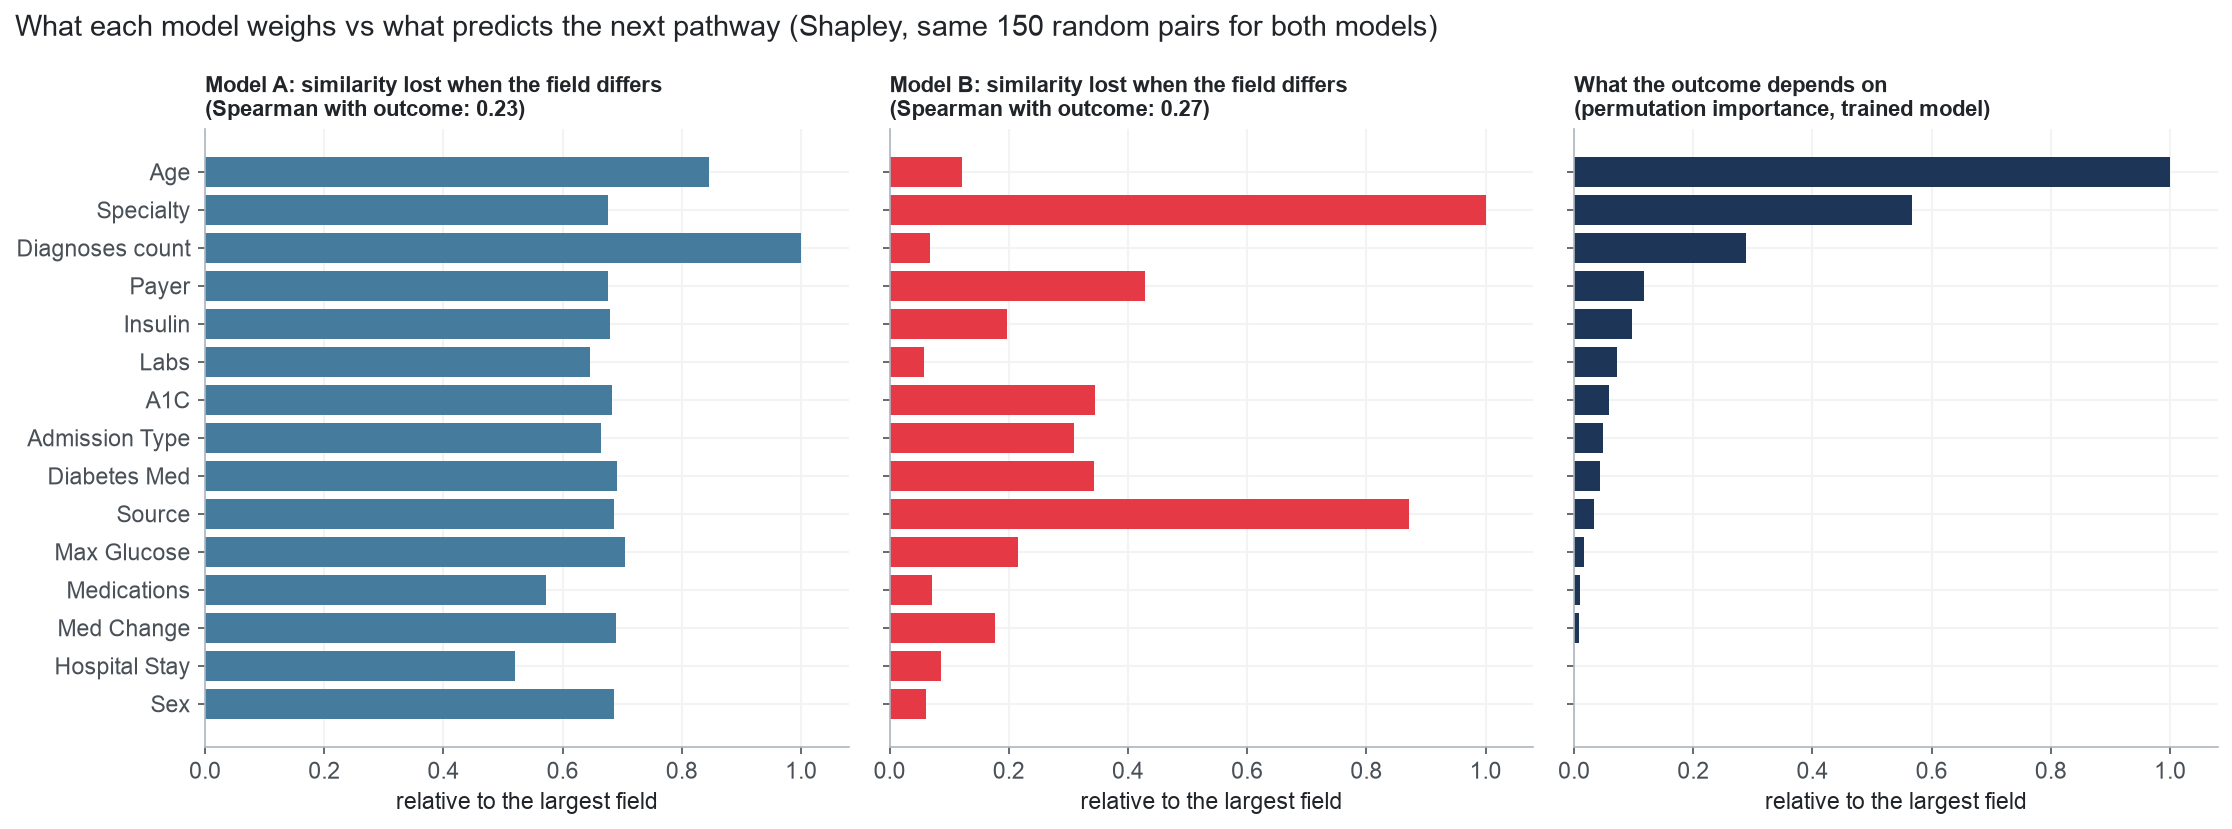 What each model weighs vs what predicts the next pathway (Shapley, same 150 random pairs for both models)
Model A: similarity lost when the field differs
(Spearman with outcome: 0.23)
Model B: similarity lost when the field differs
(Spearman with outcome: 0.27)
What the outcome depends on
(permutation importance, trained model)
Age
Specialty
Diagnoses count
Payer
Insulin
Labs
A1C
Admission Type
Diabetes Med
Source
Max Glucose
Medications
Med Change
Hospital Stay
Sex
0.0 0.2 0.4 0.6 0.8 1.0
relative to the largest field
0.0 0.2 0.4 0.6 0.8 1.0
relative to the largest field
0.0 0.2 0.4 0.6 0.8 1.0
relative to the largest field